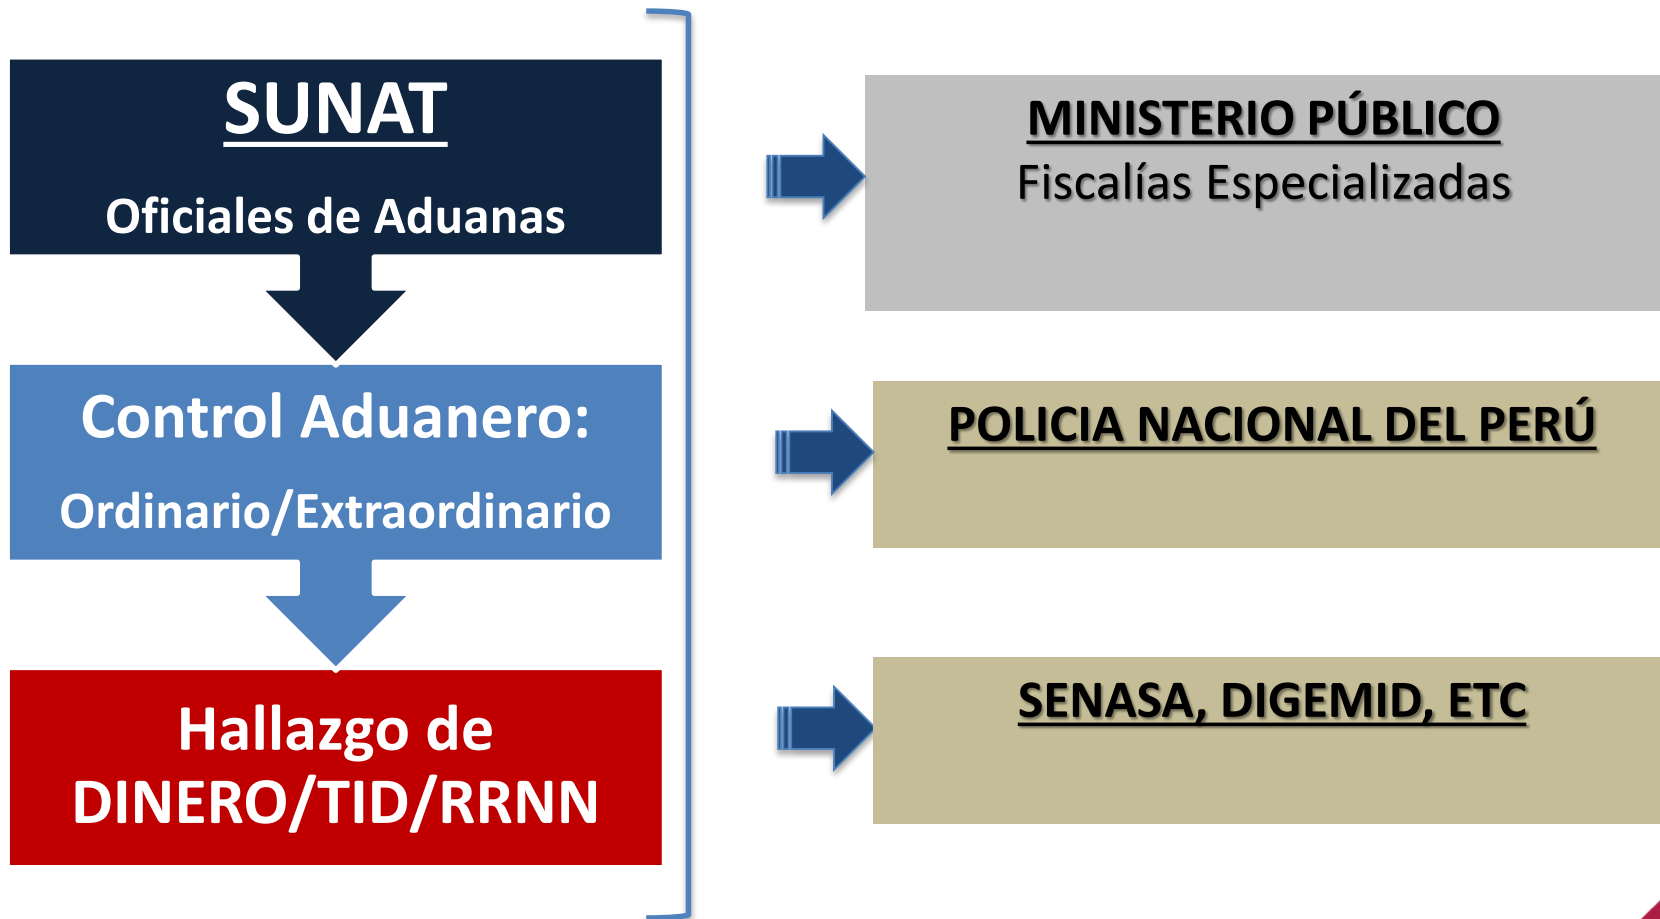 SUNAT
Oficiales de Aduanas
Control Aduanero:
Ordinario/Extraordinario
Hallazgo de
DINERO/TID/RRNN
MINISTERIO PÚBLICO
Fiscalías Especializadas
POLICIA NACIONAL DEL PERÚ
SENASA, DIGEMID, ETC